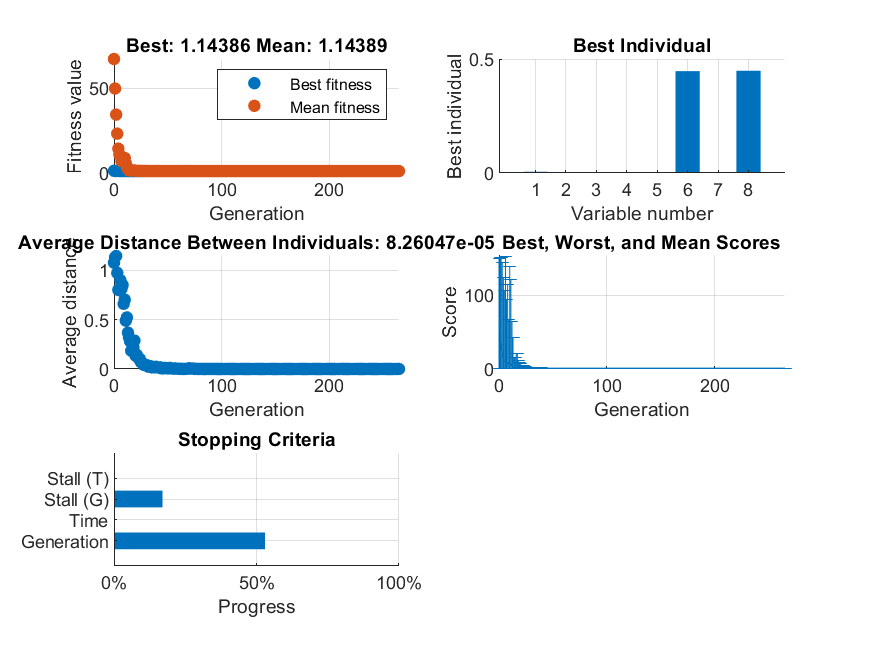 Best: 1.14386 Mean: 1.14389
Fitness value
50
0
Best fitness
Mean fitness
0 100 200
Generation
Best Individual
Best individual
0.5
0
1 2 3 4 5 6 7 8
Variable number
Average Distance Between Individuals: 8.26047e-05
Average distance
1
0.5
0
0 100 200
Generation
Best, Worst, and Mean Scores
Score
100
0
0 100 200
Generation
Stopping Criteria
Stall (T)
Stall (G)
Time
Generation
0% 50% 100%
Progress